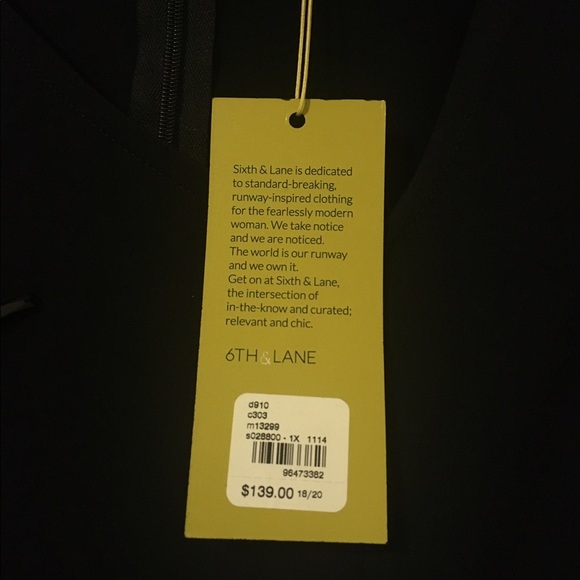 Sixth & Lane is dedicated
to standard-breaking,
runway-inspired clothing
for the fearlessly modern
woman. We take notice
and we are noticed.
The world is our runway
and we own it.
Get on at Sixth & Lane,
the intersection of
in-the-know and curated;
relevant and chic.
6TH & LANE
d910
c303
m13299
s028800 - 1X 1114
96473382
$139.00 18/20